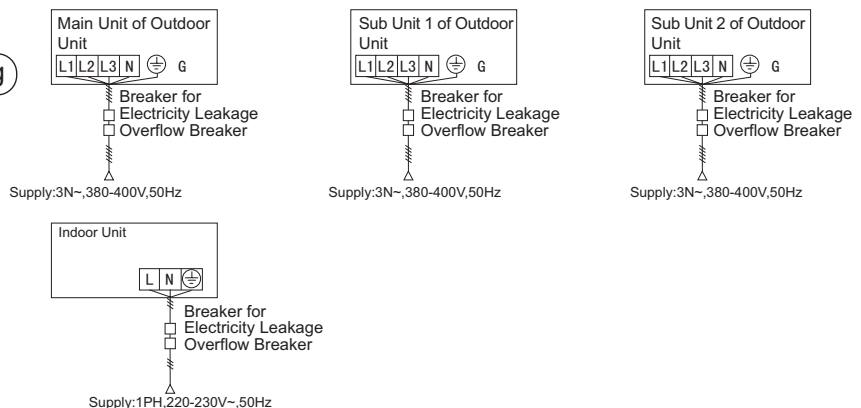 g
Main Unit of Outdoor
Unit
L1 L2 L3 N G
Breaker for
Electricity Leakage
Overflow Breaker
Supply:3N~,380-400V,50Hz
Sub Unit 1 of Outdoor
Unit
L1 L2 L3 N G
Breaker for
Electricity Leakage
Overflow Breaker
Supply:3N~,380-400V,50Hz
Sub Unit 2 of Outdoor
Unit
L1 L2 L3 N G
Breaker for
Electricity Leakage
Overflow Breaker
Supply:3N~,380-400V,50Hz
Indoor Unit
L N
Breaker for
Electricity Leakage
Overflow Breaker
Supply:1PH,220-230V~,50Hz